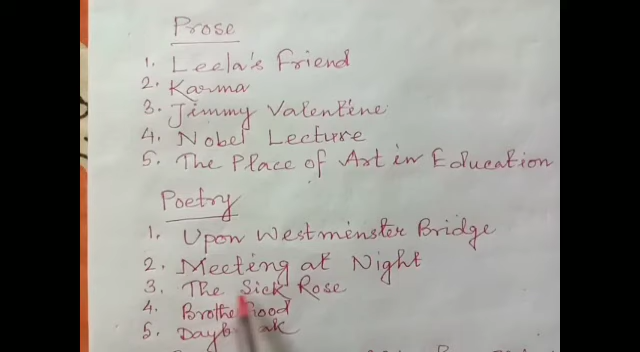 Prose
1. Leela's Friend
2. Karma
3. Jimmy Valentine
4. Nobel Lecture
5. The Place of Art in Education
Poetry
1. Upon Westminster Bridge
2. Meeting at Night
3. The Sick Rose
4. Brotherhood
5. Daybreak